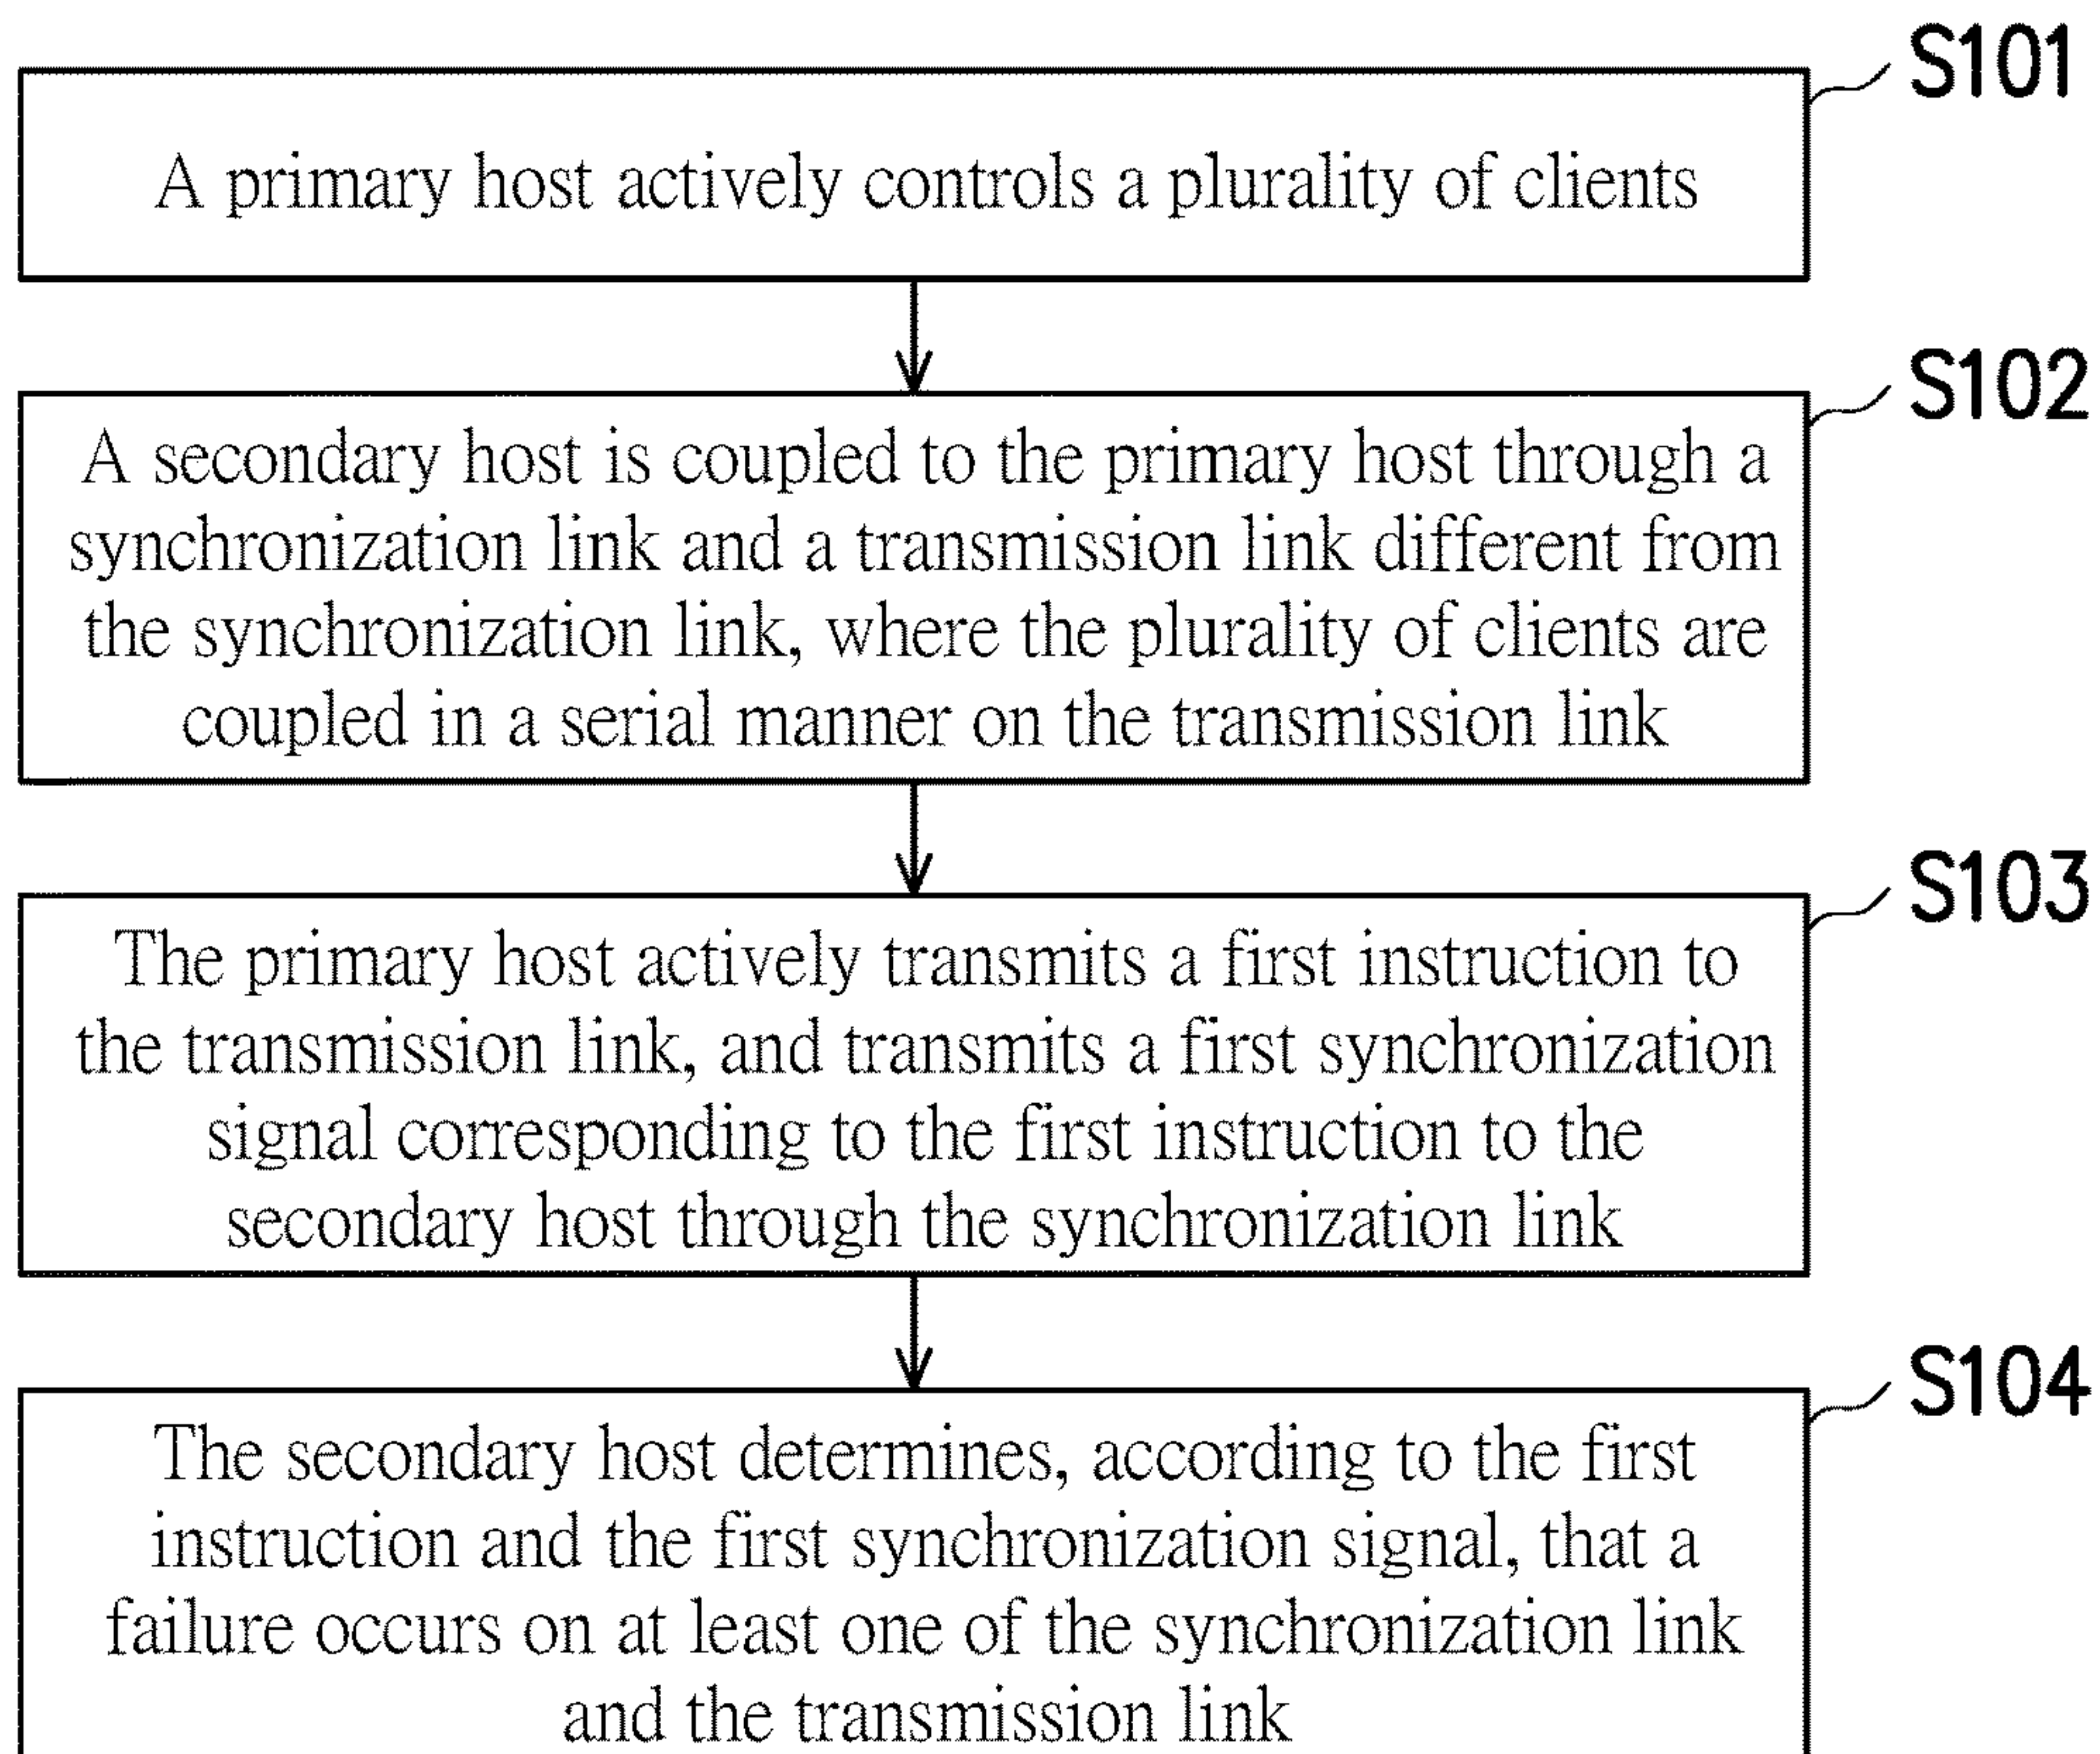 S101
A primary host actively controls a plurality of clients
S102
A secondary host is coupled to the primary host through a
synchronization link and a transmission link different from
the synchronization link, where the plurality of clients are
coupled in a serial manner on the transmission link
S103
The primary host actively transmits a first instruction to
the transmission link, and transmits a first synchronization
signal corresponding to the first instruction to the
secondary host through the synchronization link
S104
The secondary host determines, according to the first
instruction and the first synchronization signal, that a
failure occurs on at least one of the synchronization link
and the transmission link